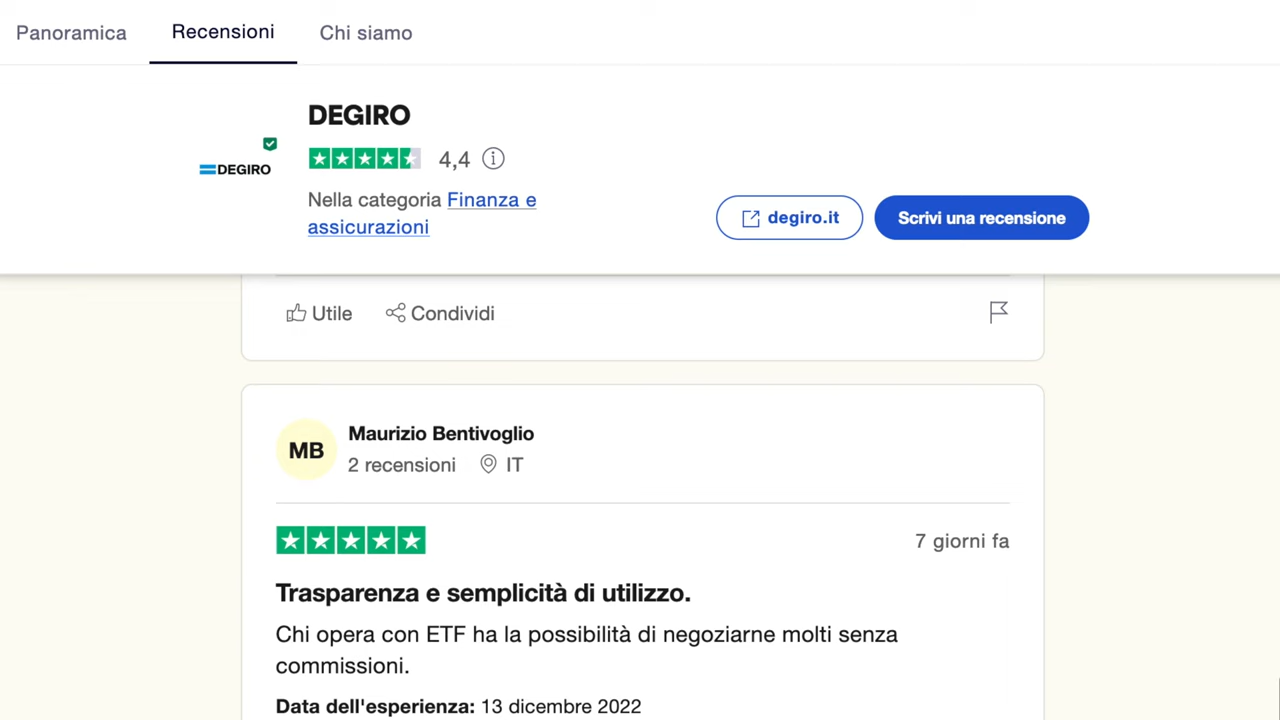 Panoramica
Recensioni
Chi siamo
DEGIRO
DEGIRO
4,4
Nella categoria Finanza e
assicurazioni
degiro.it
Scrivi una recensione
Utile
Condividi
MB
Maurizio Bentivoglio
2 recensioni
IT
7 giorni fa
Trasparenza e semplicità di utilizzo.
Chi opera con ETF ha la possibilità di negoziarne molti senza
commissioni.
Data dell'esperienza: 13 dicembre 2022